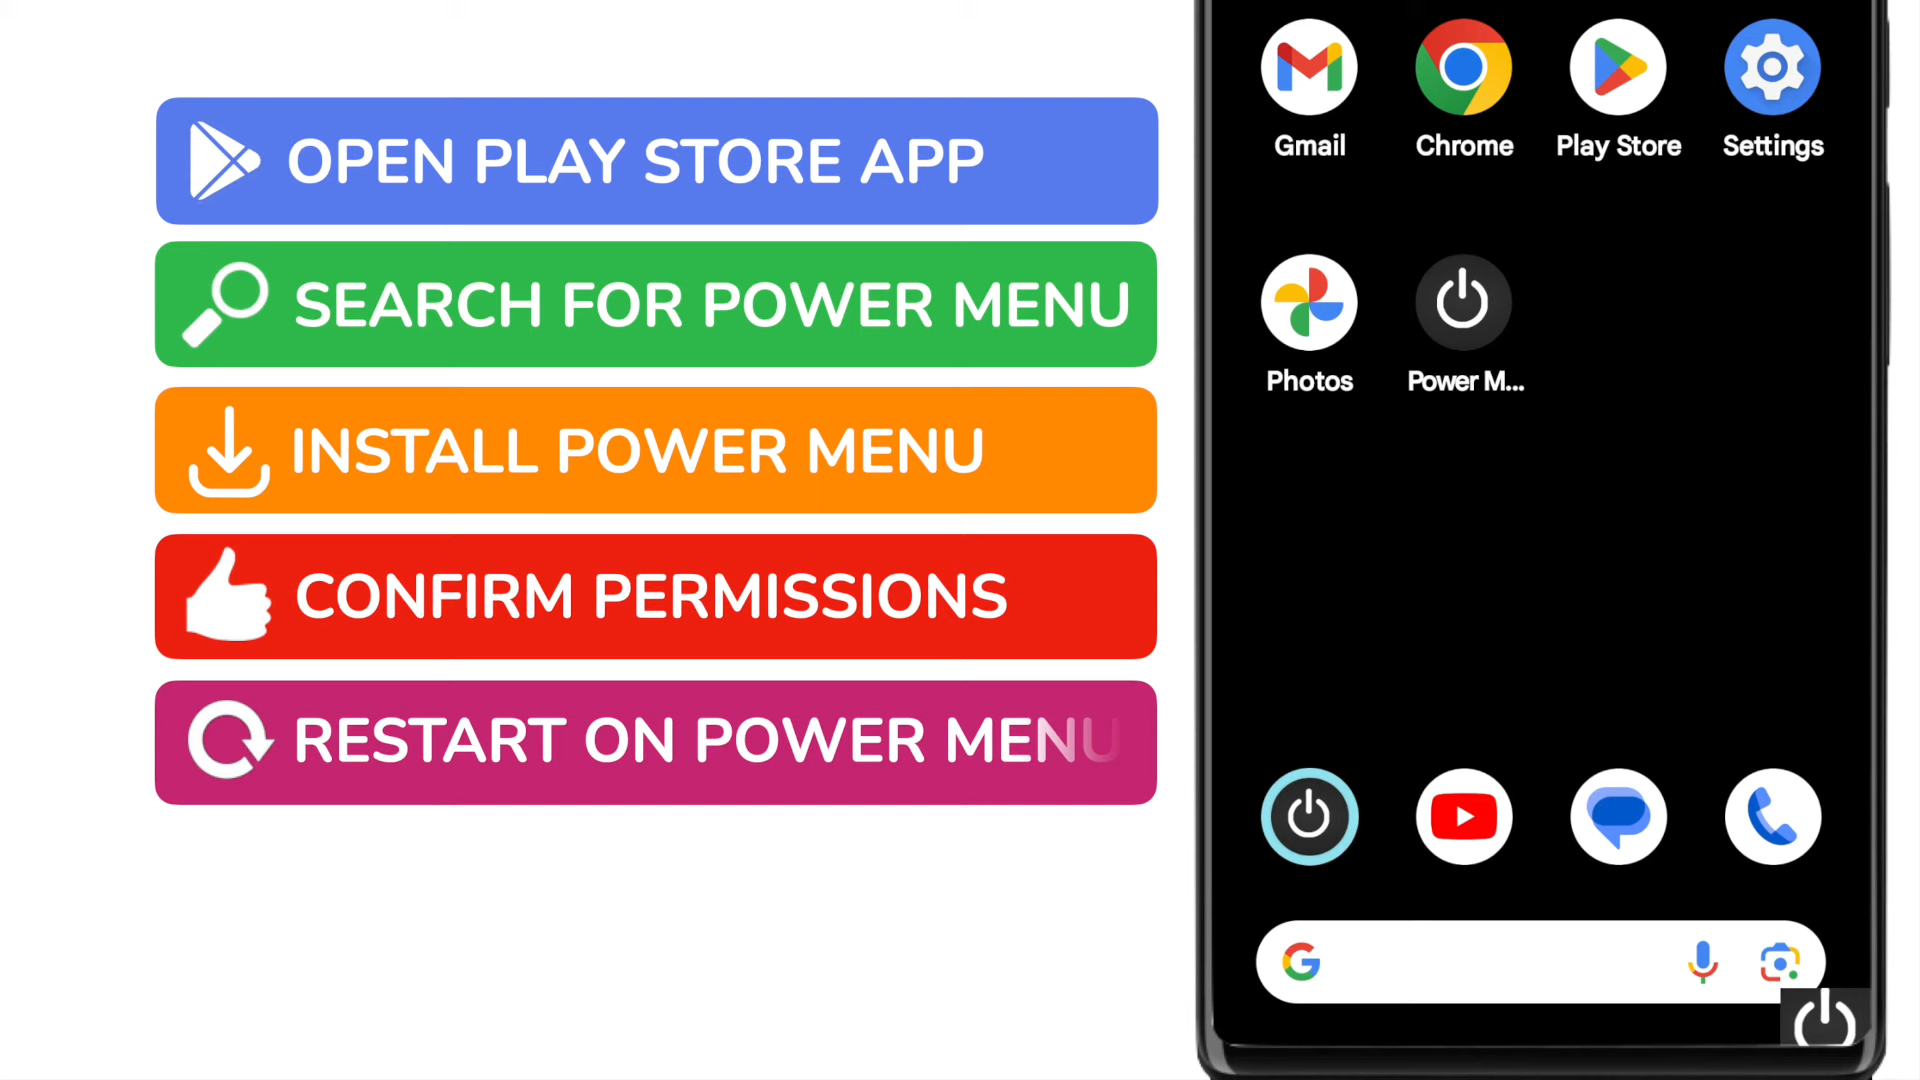 OPEN PLAY STORE APP
SEARCH FOR POWER MENU
INSTALL POWER MENU
CONFIRM PERMISSIONS
RESTART ON POWER MENU
Gmail
Chrome
Play Store
Settings
Photos
Power M...